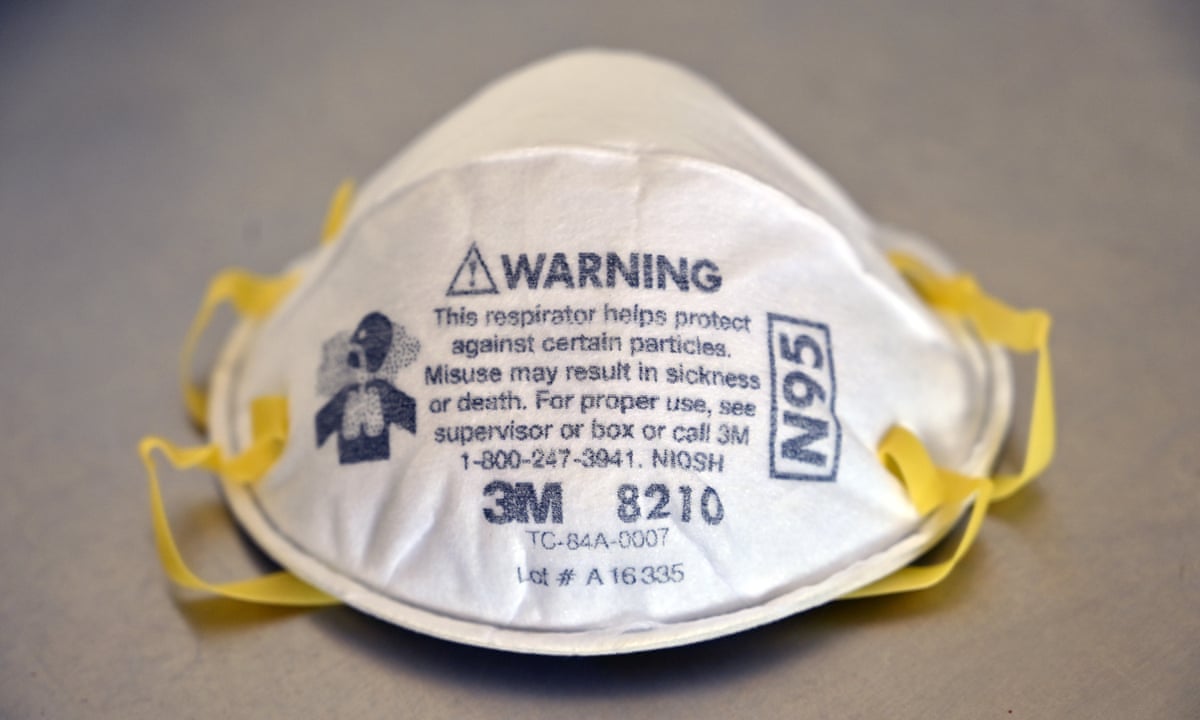 WARNING
This respirator helps protect
against certain particles.
Misuse may result in sickness
or death. For proper use, see
supervisor or box or call 3M
1-800-247-3941. NIOSH
3M 8210
TC-84A-0007
Lot # A 16335
N95